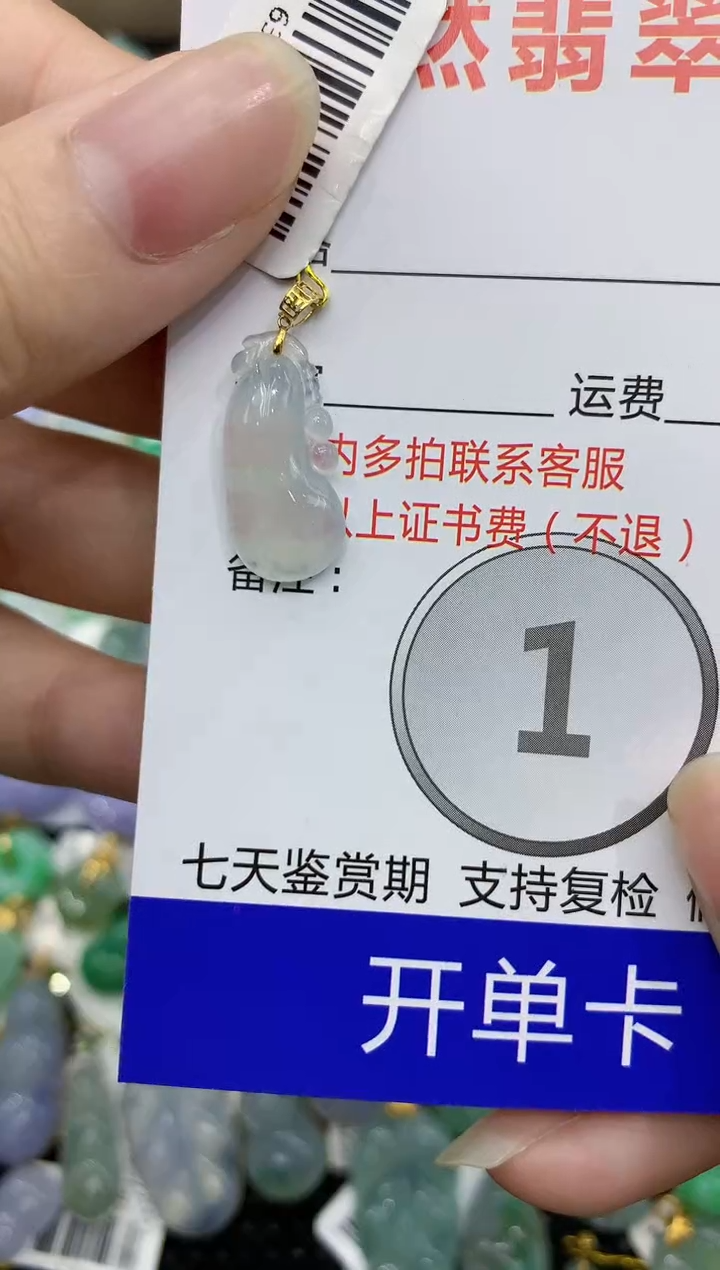 然翡翠
运费
内多拍联系客服
以上证书费(不退)
备注:
1
七天鉴赏期 支持复检
开单卡